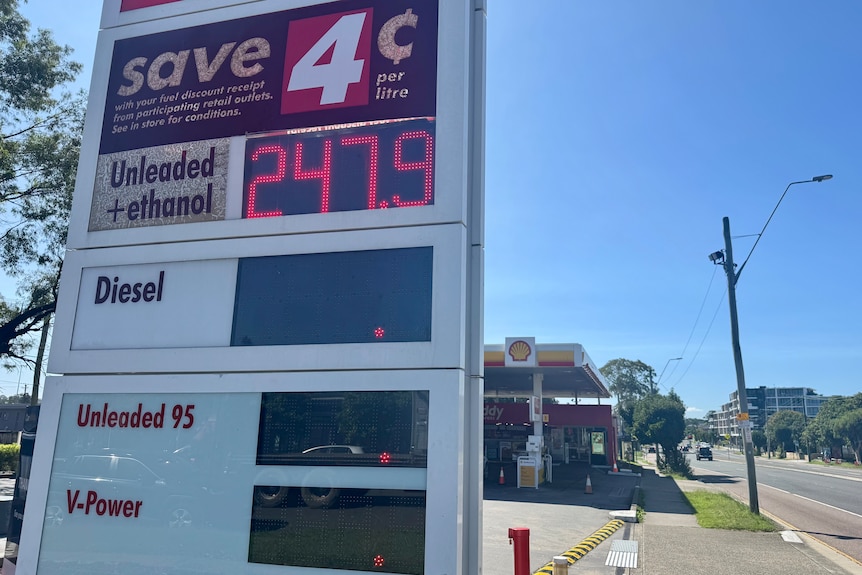 save 4¢
per
litre
with your fuel discount receipt
from participating retail outlets.
See in store for conditions.
Unleaded
+ethanol
247.9
Diesel
Unleaded 95
V-Power
ddy